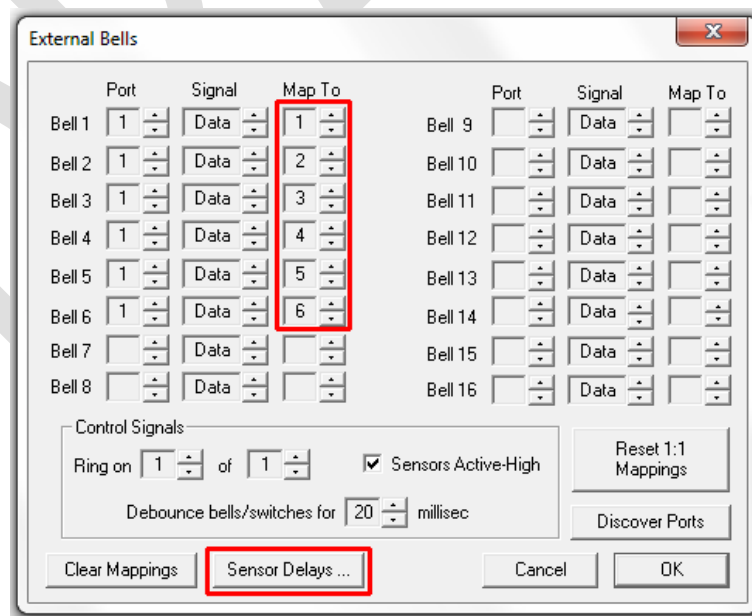 External Bells
Port Signal Map To Port Signal Map To
Bell 1 1 Data 1 Bell 9 Data
Bell 2 1 Data 2 Bell 10 Data
Bell 3 1 Data 3 Bell 11 Data
Bell 4 1 Data 4 Bell 12 Data
Bell 5 1 Data 5 Bell 13 Data
Bell 6 1 Data 6 Bell 14 Data
Bell 7 Data Bell 15 Data
Bell 8 Data Bell 16 Data
Control Signals
Ring on 1 of 1 Sensors Active-High
Debounce bells/switches for 20 millisec
Reset 1:1
Mappings
Discover Ports
Clear Mappings Sensor Delays ... Cancel OK